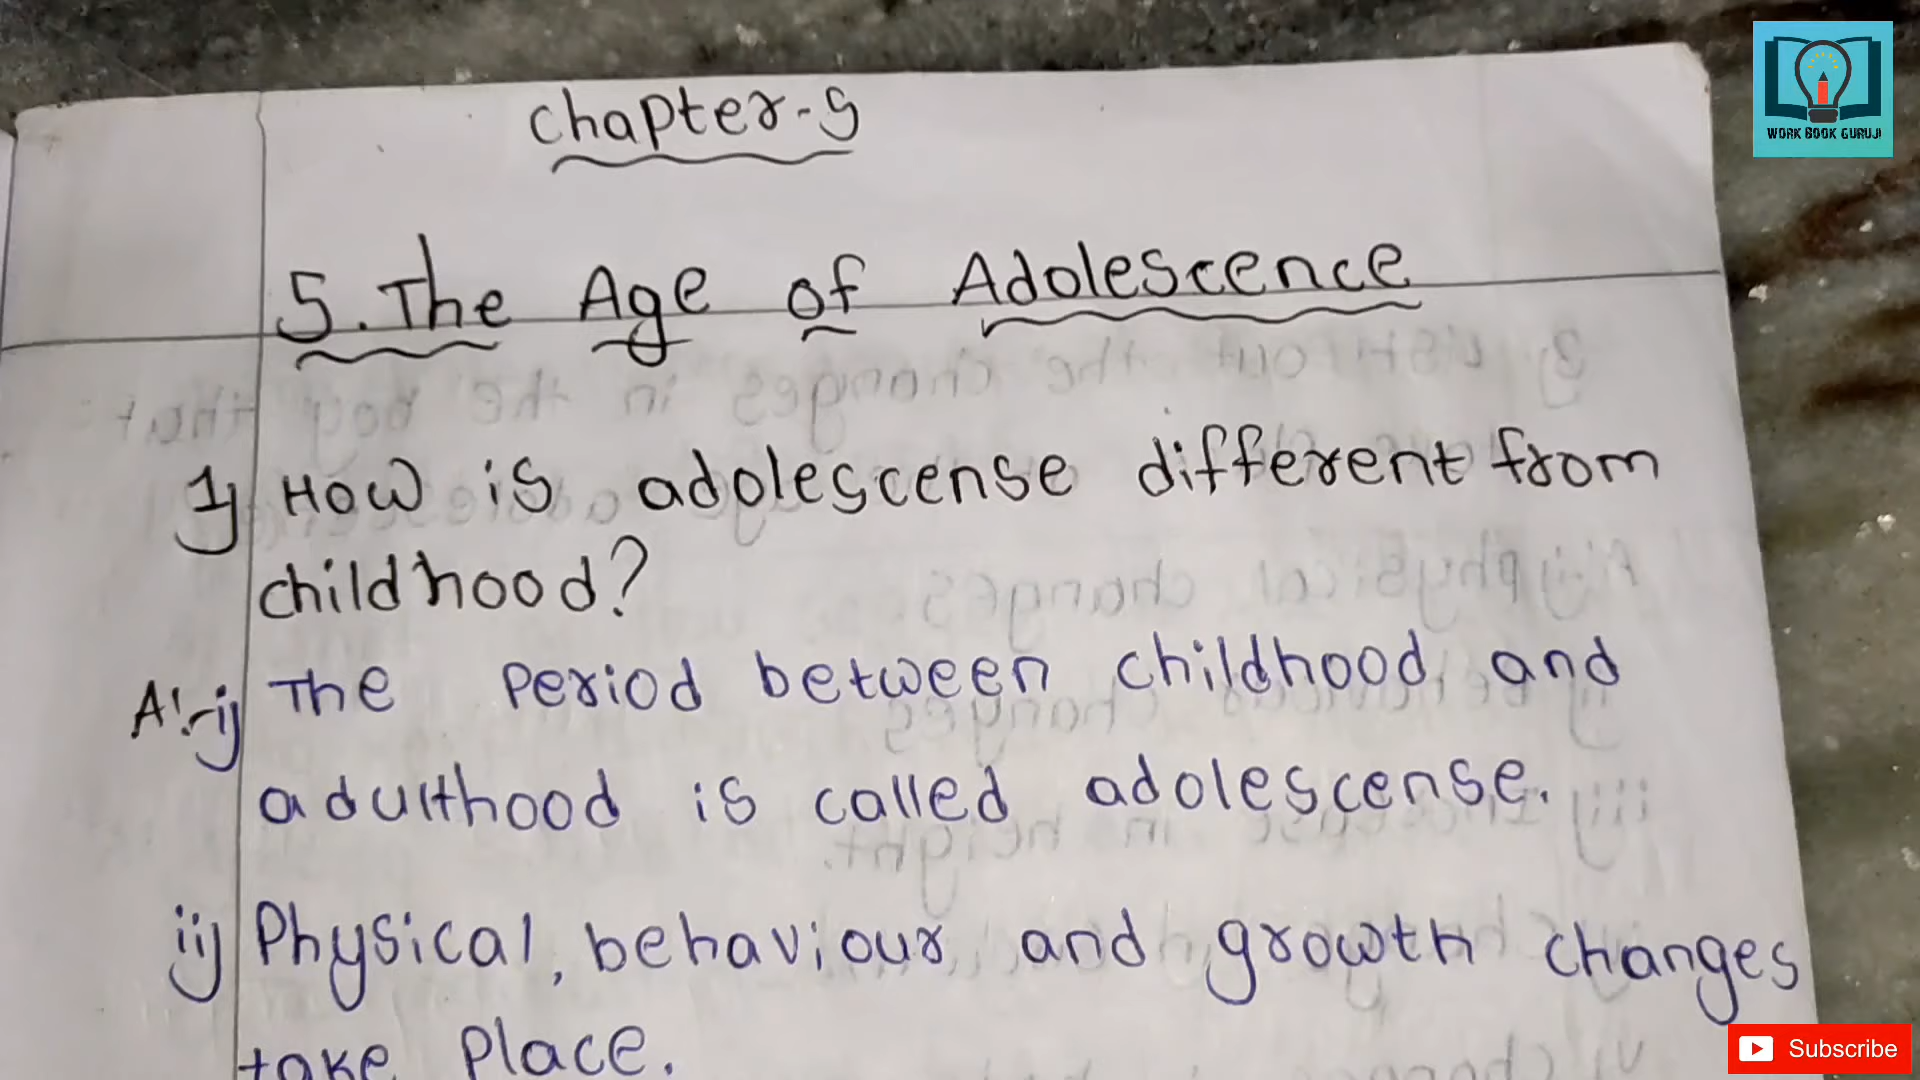 Chapter-5
5. The Age of Adolescence
1) How is adolescense different from
childhood?
A:-i) The period between childhood and
adulthood is called adolescense.
ii) Physical, behaviour and growth changes
take place.
WORK BOOK GURUJI
Subscribe